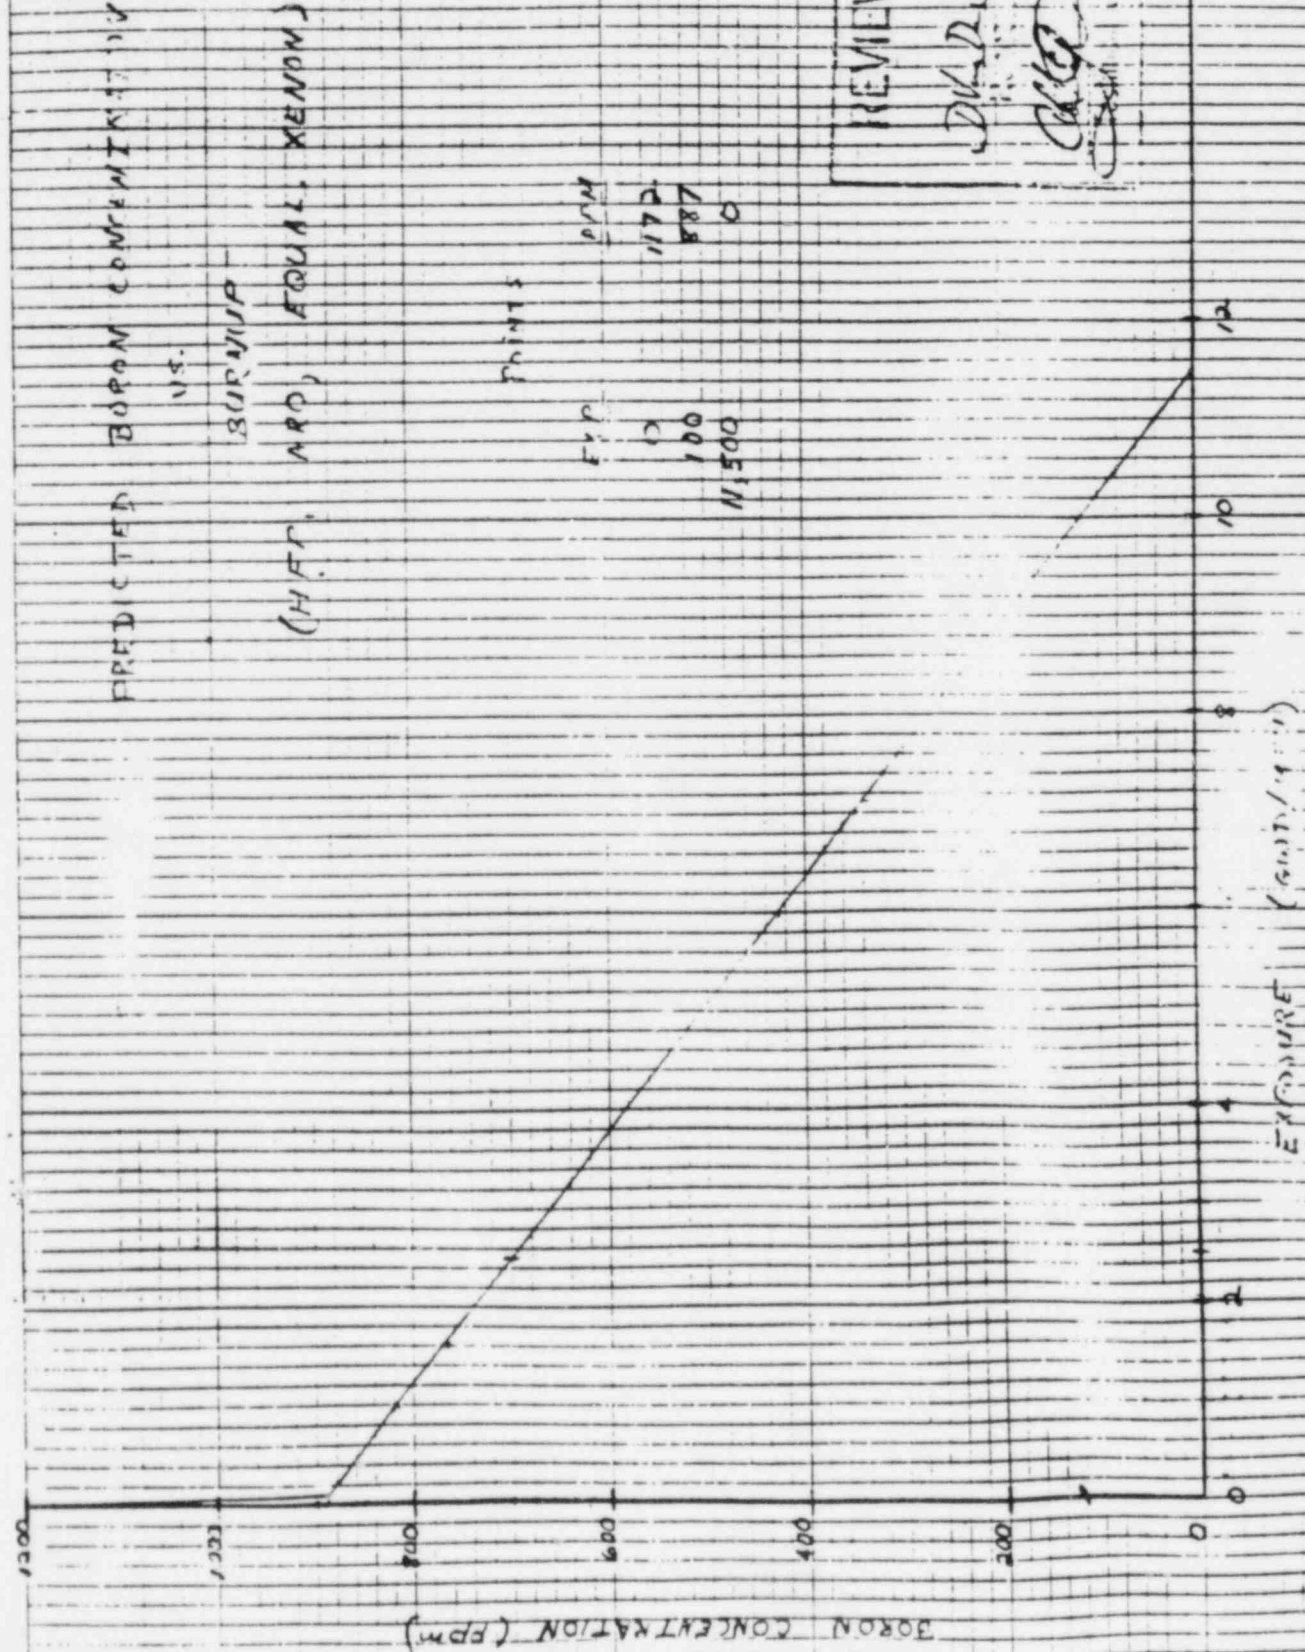 PREDICTED BORON CONCENTRATION
vs.
BURNUP
(HFP, ARO, EQUAL XENON)
POINTS
EXP PPM
0 1172
100 887
11,500 0
REVIEW
BORON CONCENTRATION (ppm)
1200
1000
800
600
400
200
0
0 2 4 8 10 12
EXPOSURE